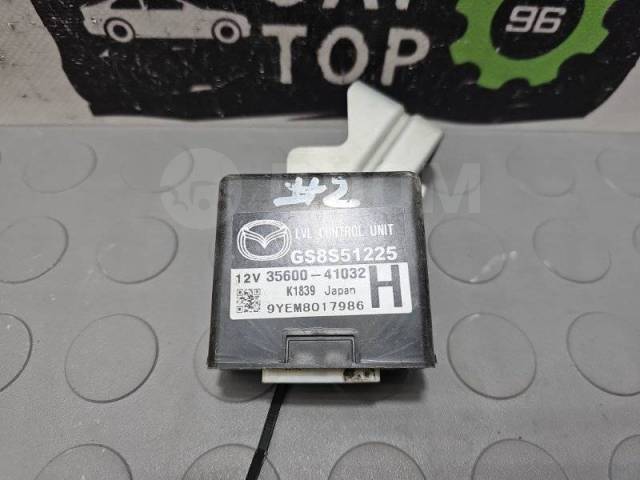 TOP
96
#2
LVL CONTROL UNIT
GS8S51225
12V 35600-41032
H
K1839 Japan
9YEM8017986